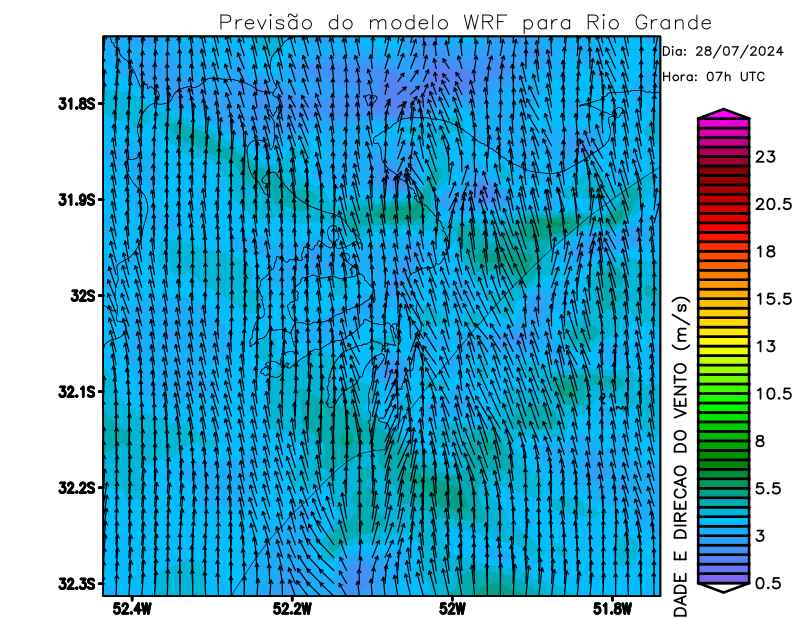 Previsão do modelo WRF para Rio Grande
Dia: 28/07/2024
Hora: 07h UTC
31.8S
31.9S
32S
32.1S
32.2S
32.3S
52.4W
52.2W
52W
51.8W
23
20.5
18
15.5
13
10.5
8
5.5
3
0.5
DADE E DIRECAO DO VENTO (m/s)